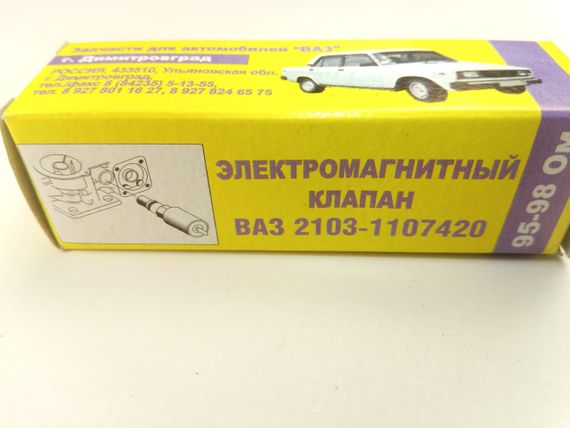 Запчасти для автомобилей "ВАЗ"
г. Димитровград
РОССИЯ, 433510, Ульяновская обл.
г. Димитровград,
тел./факс: 8 (84235) 5-13-55,
тел. 8 927 801 16 27, 8 927 824 65 75
ЭЛЕКТРОМАГНИТНЫЙ
КЛАПАН
ВАЗ 2103-1107420
95-98 Ом